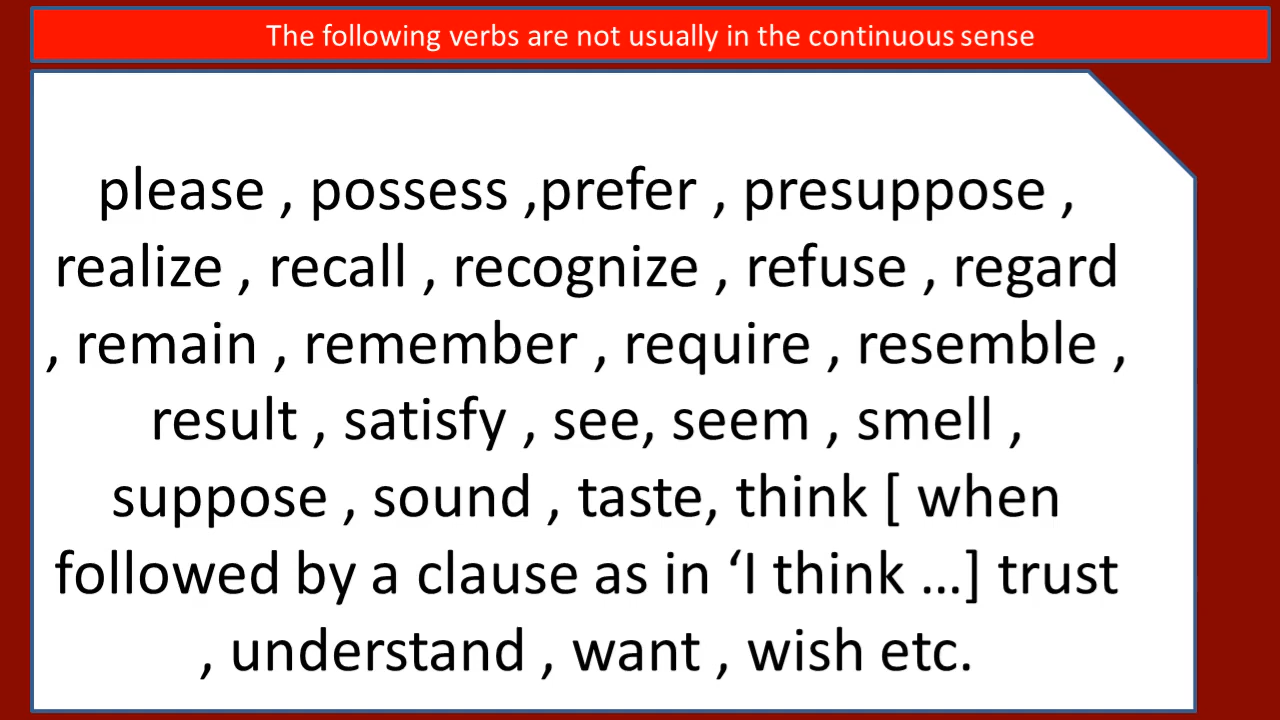 The following verbs are not usually in the continuous sense
please , possess ,prefer , presuppose ,
realize , recall , recognize , refuse , regard
, remain , remember , require , resemble ,
result , satisfy , see, seem , smell ,
suppose , sound , taste, think [ when
followed by a clause as in ‘I think …] trust
, understand , want , wish etc.